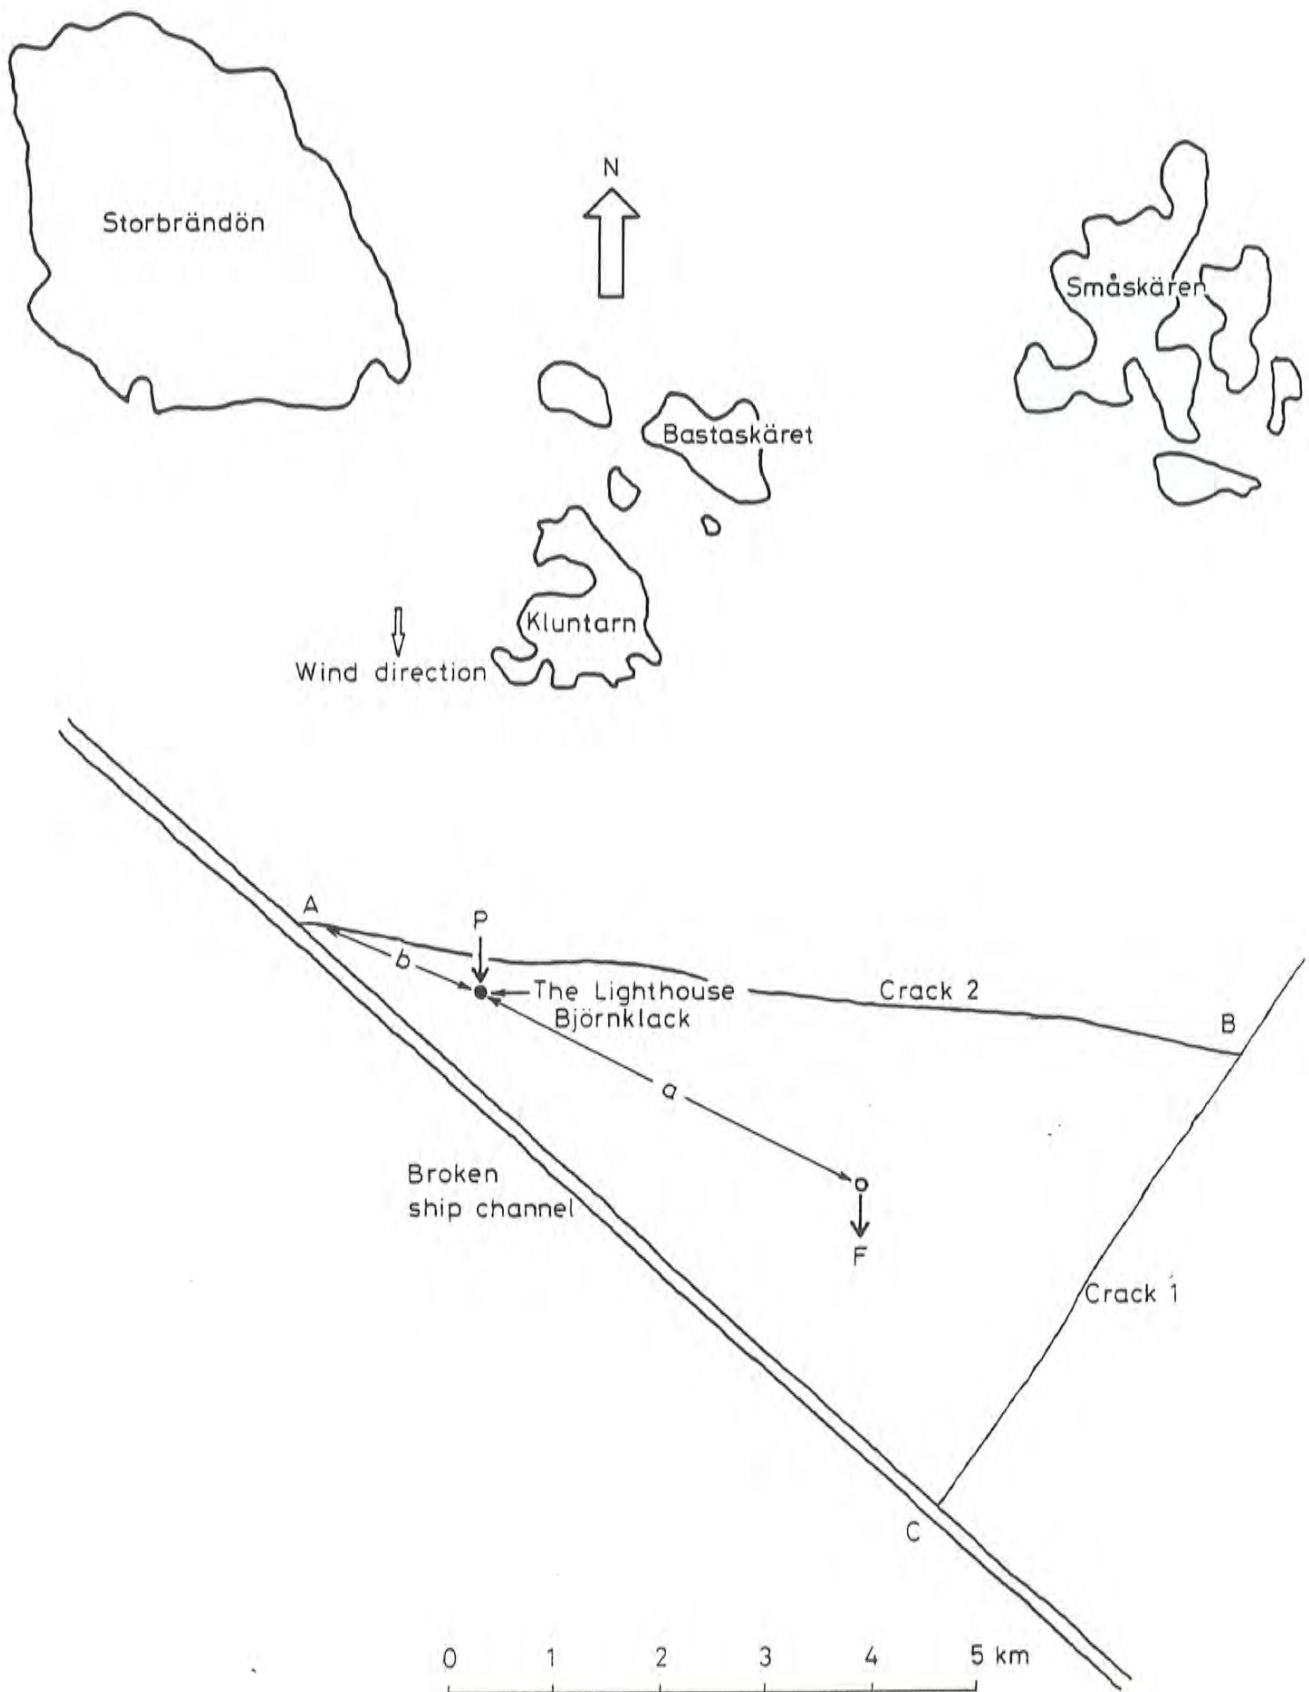 N
Storbrändön
Småskären
Bastaskäret
Kluntarn
Wind direction
A
P
b
The Lighthouse
Björnklack
Crack 2
B
a
Broken
ship channel
F
Crack 1
C
0 1 2 3 4 5 km